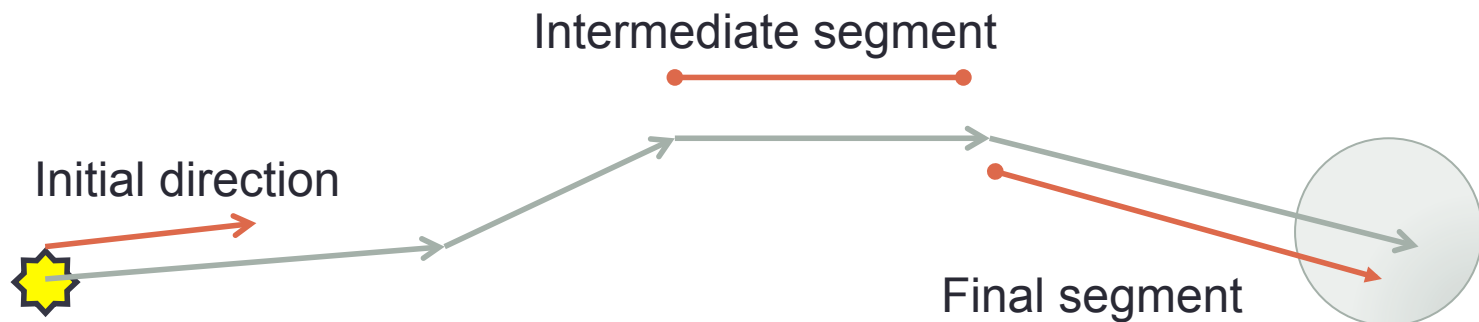 Intermediate segment
Initial direction
Final segment